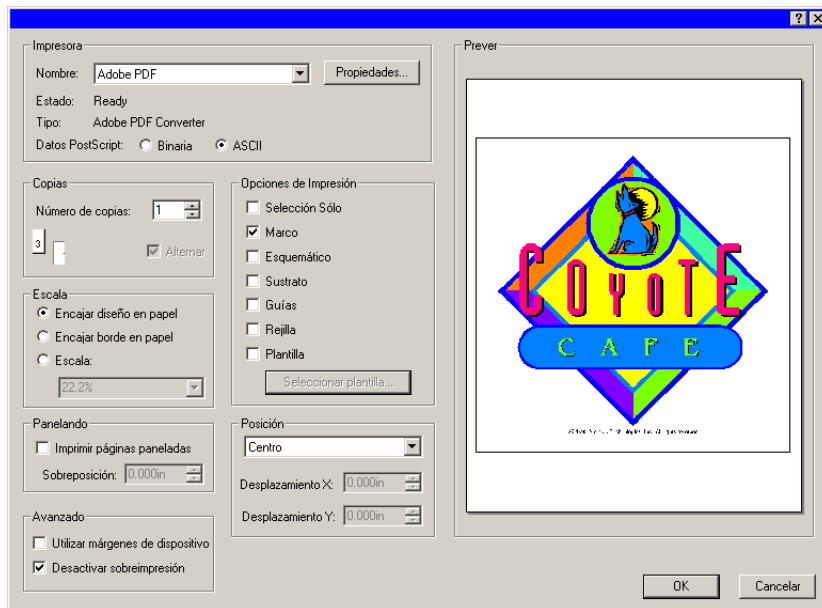 Impresora
Nombre: Adobe PDF Propiedades...
Estado: Ready
Tipo: Adobe PDF Converter
Datos PostScript: Binaria ASCII
Copias
Número de copias: 1
3
Alternar
Escala
Encajar diseño en papel
Encajar borde en papel
Escala:
22.2%
Panelando
Imprimir páginas paneladas
Sobreposición: 0.000in
Avanzado
Utilizar márgenes de dispositivo
Desactivar sobreimpresión
Opciones de Impresión
Selección Sólo
Marco
Esquemático
Sustrato
Guías
Rejilla
Plantilla
Seleccionar plantilla...
Posición
Centro
Desplazamiento X: 0.000in
Desplazamiento Y: 0.000in
Prever
COYOTE
CAFE
OK Cancelar